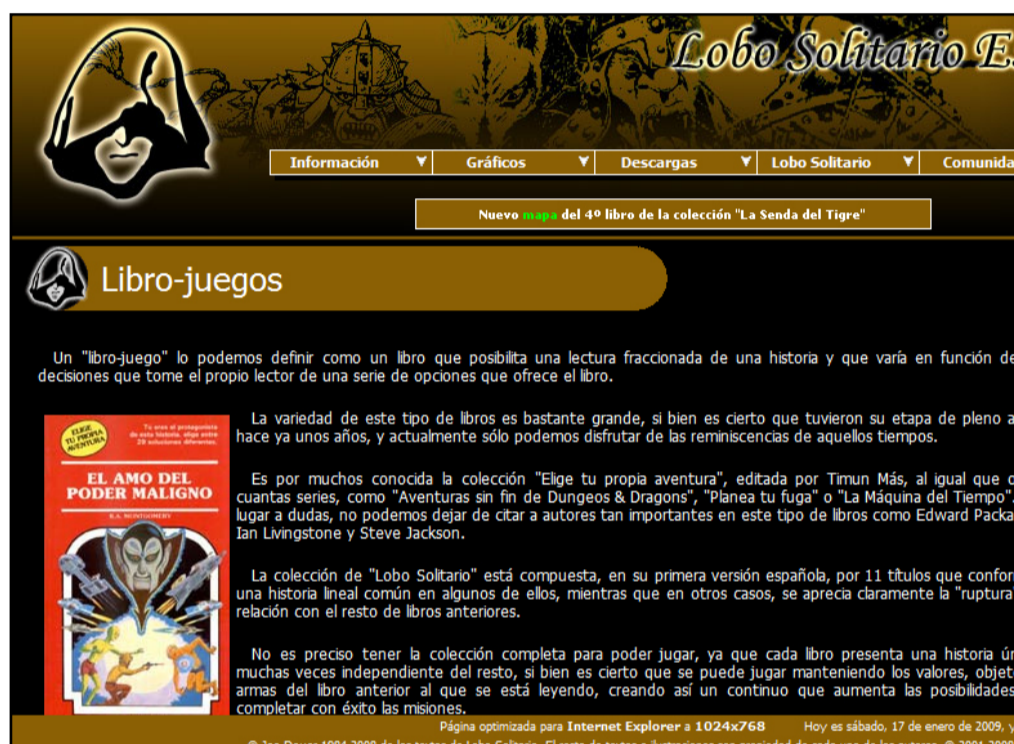 Lobo Solitario
Información Gráficos Descargas Lobo Solitario
Nuevo mapa del 4º libro de la colección "La Senda del Tigre"
Libro-juegos
Un "libro-juego" lo podemos definir como un libro que posibilita una lectura fraccionada de una historia y que varía en función
decisiones que tome el propio lector de una serie de opciones que ofrece el libro.
La variedad de este tipo de libros es bastante grande, si bien es cierto que tuvieron su etapa de pleno
hace ya unos años, y actualmente sólo podemos disfrutar de las reminiscencias de aquellos tiempos.
Es por muchos conocida la colección "Elige tu propia aventura", editada por Timun Más, al igual que
cuantas series, como "Aventuras sin fin de Dungeos & Dragons", "Planea tu fuga" o "La Máquina del Tiempo".
lugar a dudas, no podemos dejar de citar a autores tan importantes en este tipo de libros como Edward
Ian Livingstone y Steve Jackson.
La colección de "Lobo Solitario" está compuesta, en su primera versión española, por 11 títulos que
una historia lineal común en algunos de ellos, mientras que en otros casos, se aprecia claramente la "ruptura"
relación con el resto de libros anteriores.
No es preciso tener la colección completa para poder jugar, ya que cada libro presenta una historia
muchas veces independiente del resto, si bien es cierto que se puede jugar manteniendo los valores,
armas del libro anterior al que se está leyendo, creando así un continuo que aumenta las posibilidades
completar con éxito las misiones.
ELIGE
TU PROPIA
AVENTURA
Tú eres el protagonista
de esta historia, elige entre
28 soluciones diferentes.
EL AMO DEL
PODER MALIGNO
R.A. MONTGOMERY
Página optimizada para Internet Explorer a 1024x768 Hoy es sábado, 17 de enero de 2009, y